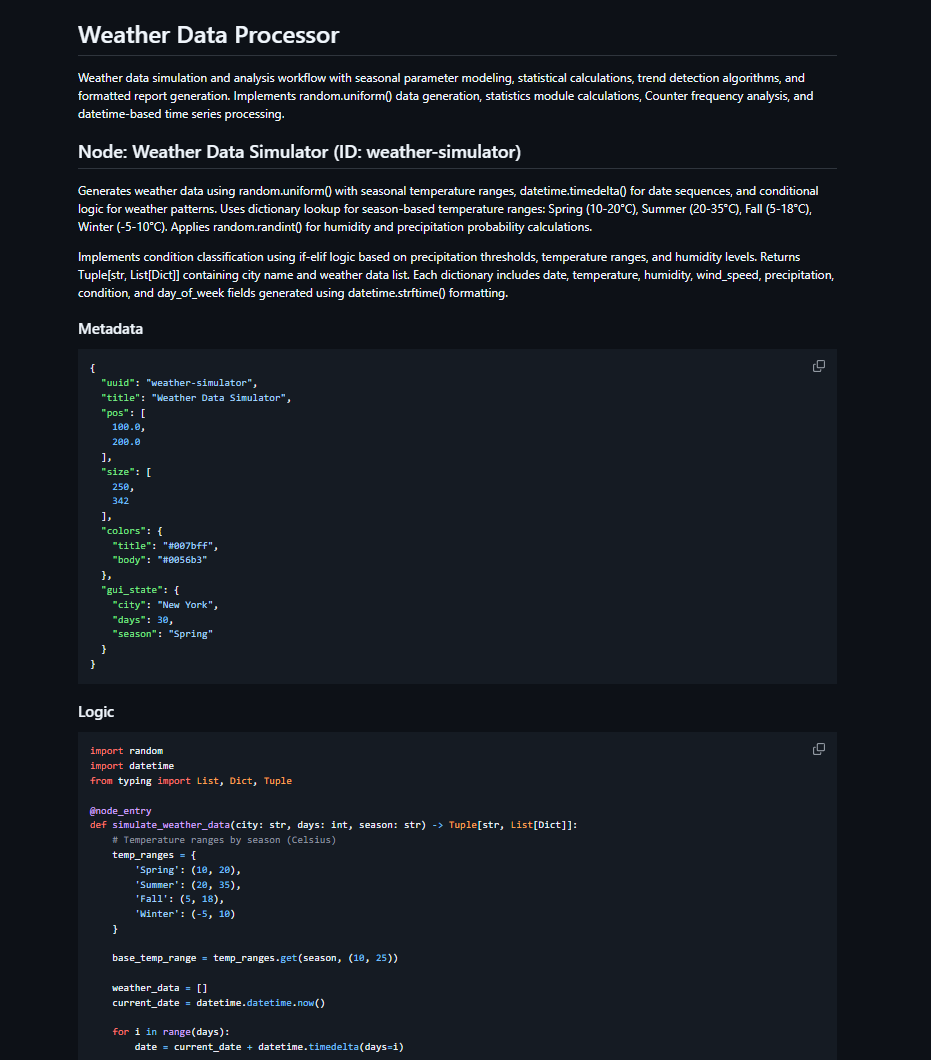 Weather Data Processor
Weather data simulation and analysis workflow with seasonal parameter modeling, statistical calculations, trend detection algorithms, and
formatted report generation. Implements random.uniform() data generation, statistics module calculations, Counter frequency analysis, and
datetime-based time series processing.
Node: Weather Data Simulator (ID: weather-simulator)
Generates weather data using random.uniform() with seasonal temperature ranges, datetime.timedelta() for date sequences, and conditional
logic for weather patterns. Uses dictionary lookup for season-based temperature ranges: Spring (10-20°C), Summer (20-35°C), Fall (5-18°C),
Winter (-5-10°C). Applies random.randint() for humidity and precipitation probability calculations.
Implements condition classification using if-elif logic based on precipitation thresholds, temperature ranges, and humidity levels. Returns
Tuple[str, List[Dict]] containing city name and weather data list. Each dictionary includes date, temperature, humidity, wind_speed, precipitation,
condition, and day_of_week fields generated using datetime.strftime() formatting.
Metadata
{
  "uuid": "weather-simulator",
  "title": "Weather Data Simulator",
  "pos": [
    100.0,
    200.0
  ],
  "size": [
    250,
    342
  ],
  "colors": {
    "title": "#007bff",
    "body": "#0056b3"
  },
  "gui_state": {
    "city": "New York",
    "days": 30,
    "season": "Spring"
  }
}
Logic
import random
import datetime
from typing import List, Dict, Tuple
@node_entry
def simulate_weather_data(city: str, days: int, season: str) -> Tuple[str, List[Dict]]:
    # Temperature ranges by season (Celsius)
    temp_ranges = {
        'Spring': (10, 20),
        'Summer': (20, 35),
        'Fall': (5, 18),
        'Winter': (-5, 10)
    }
    base_temp_range = temp_ranges.get(season, (10, 25))
    weather_data = []
    current_date = datetime.datetime.now()
    for i in range(days):
        date = current_date + datetime.timedelta(days=i)